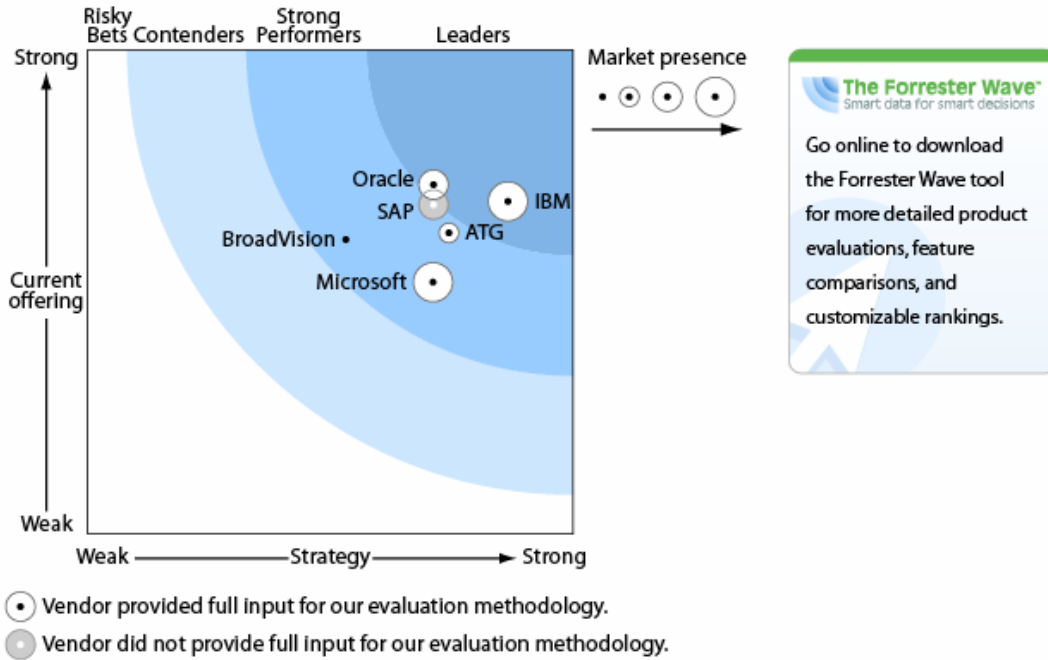 Risky
Bets
Contenders
Strong
Performers
Leaders
Strong
Current
offering
Weak
Weak
Strategy
Strong
Oracle
SAP
IBM
ATG
BroadVision
Microsoft
Market presence
The Forrester Wave™
Smart data for smart decisions
Go online to download
the Forrester Wave tool
for more detailed product
evaluations, feature
comparisons, and
customizable rankings.
Vendor provided full input for our evaluation methodology.
Vendor did not provide full input for our evaluation methodology.